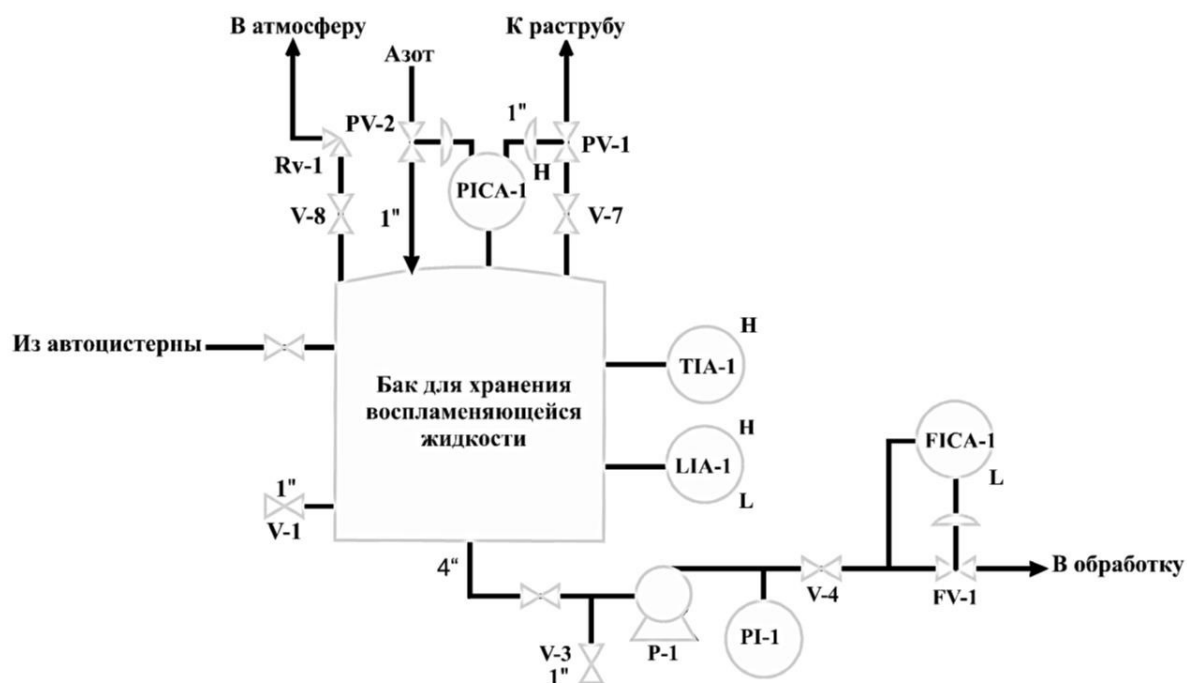 В атмосферу
Азот
К раструбу
1"
PV-2
PV-1
Rv-1
H
PICA-1
V-8
1"
V-7
Из автоцистерны
H
TIA-1
Бак для хранения
воспламеняющейся
жидкости
H
LIA-1
L
FICA-1
L
1"
V-1
4“
В обработку
V-4
FV-1
V-3
1"
P-1
PI-1